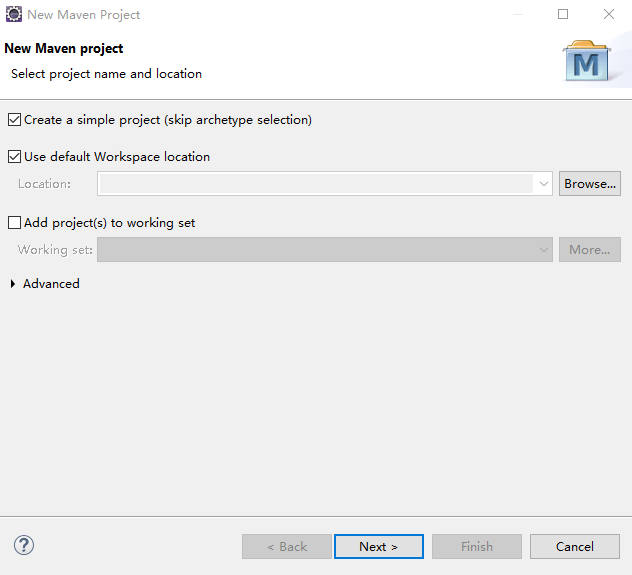 New Maven Project
New Maven project
Select project name and location
M
Create a simple project (skip archetype selection)
Use default Workspace location
Location:
Browse...
Add project(s) to working set
Working set:
More...
Advanced
?
< Back
Next >
Finish
Cancel